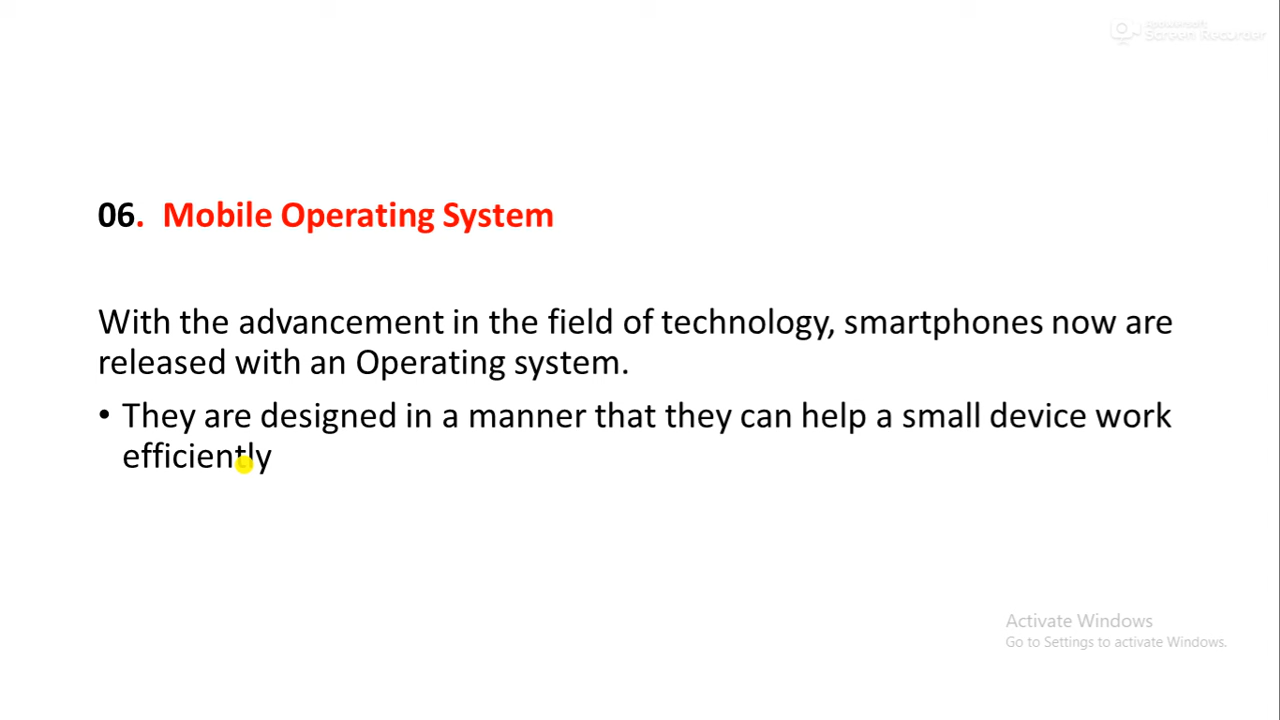 Screen Recorder
06. Mobile Operating System
With the advancement in the field of technology, smartphones now are
released with an Operating system.
• They are designed in a manner that they can help a small device work
efficiently
Activate Windows
Go to Settings to activate Windows.